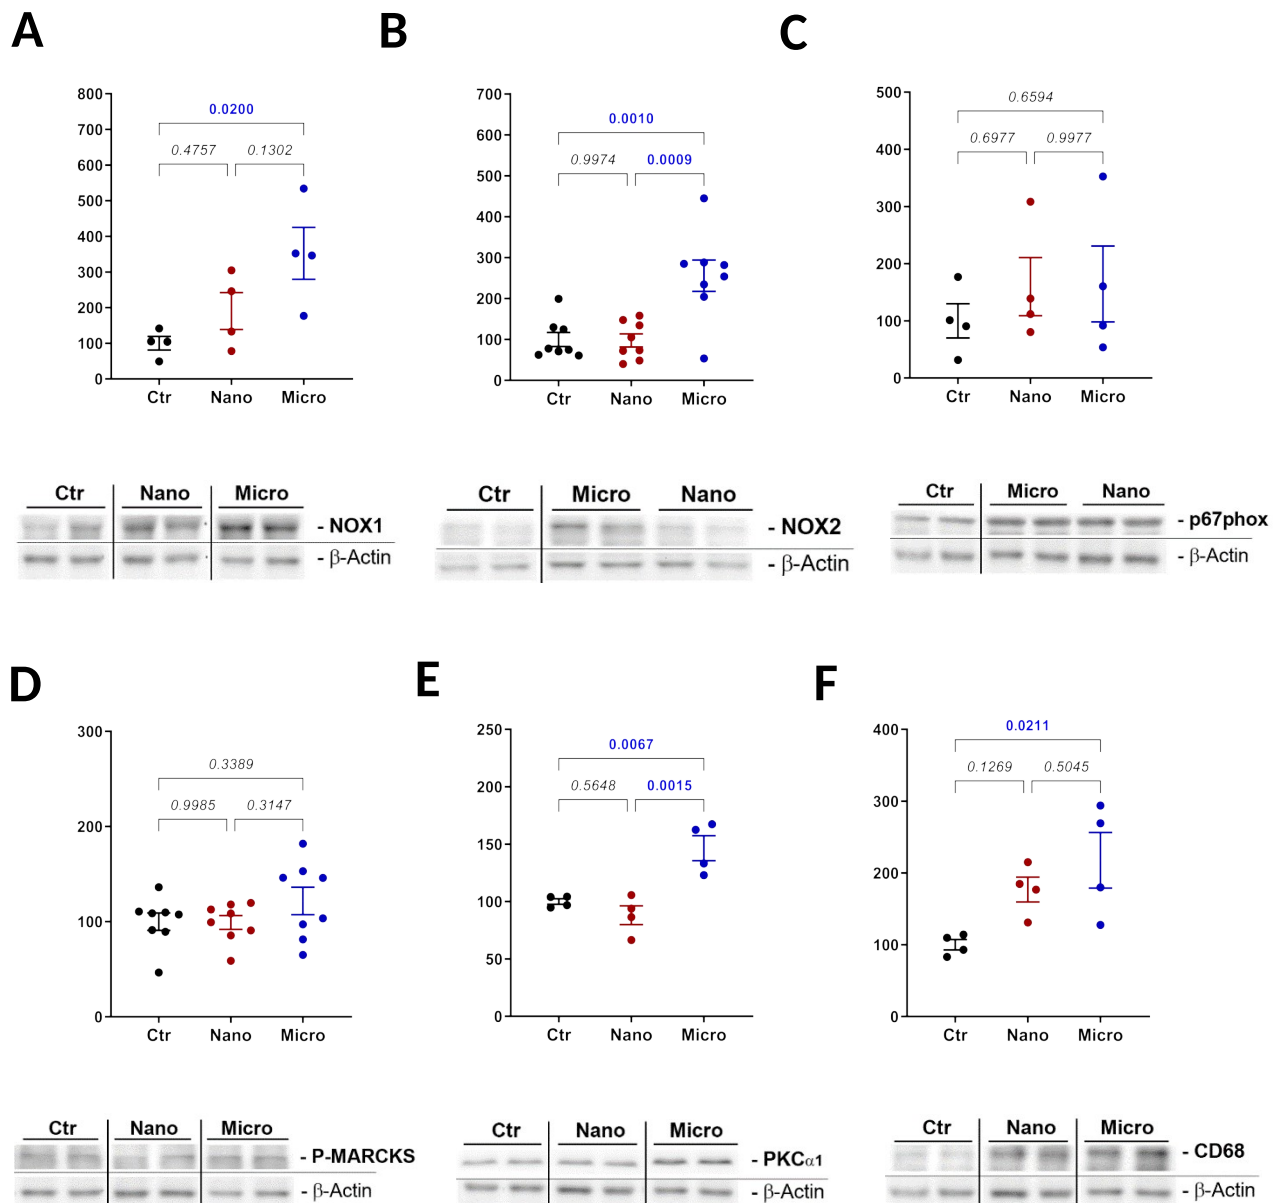 A
B
C
800
700
600
500
400
300
200
100
0
0.0200
0.4757
0.1302
Ctr
Nano
Micro
700
600
500
400
300
200
100
0
0.0010
0.9974
0.0009
Ctr
Nano
Micro
500
400
300
200
100
0
0.6594
0.6977
0.9977
Ctr
Nano
Micro
Ctr
Nano
Micro
- NOX1
- β-Actin
Ctr
Micro
Nano
- NOX2
- β-Actin
Ctr
Micro
Nano
- p67phox
- β-Actin
D
E
F
300
200
100
0
0.3389
0.9985
0.3147
Ctr
Nano
Micro
250
200
150
100
50
0
0.0067
0.5648
0.0015
Ctr
Nano
Micro
400
300
200
100
0
0.0211
0.1269
0.5045
Ctr
Nano
Micro
Ctr
Nano
Micro
- P-MARCKS
- β-Actin
Ctr
Nano
Micro
- PKCα1
- β-Actin
Ctr
Nano
Micro
- CD68
- β-Actin